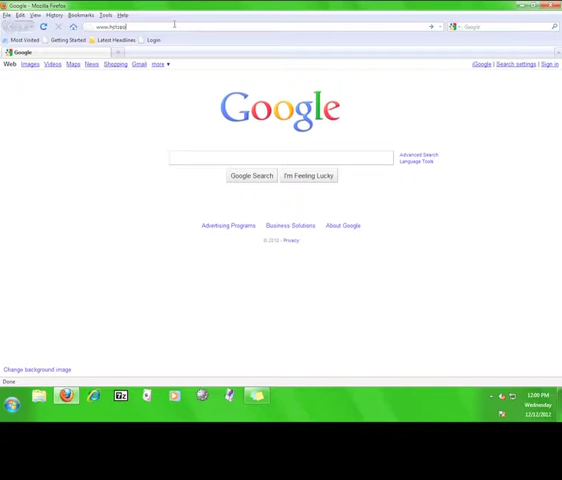 Google - Mozilla Firefox
File Edit View History Bookmarks Tools Help
Most Visited Getting Started Latest Headlines Login
Google
Web Images Videos Maps News Shopping Gmail more ▼
iGoogle | Search settings | Sign in
Google
Advanced Search
Language Tools
Google Search I'm Feeling Lucky
Advertising Programs Business Solutions About Google
© 2010 - Privacy
Change background image
Done
12:00 PM
Wednesday
12/12/2012